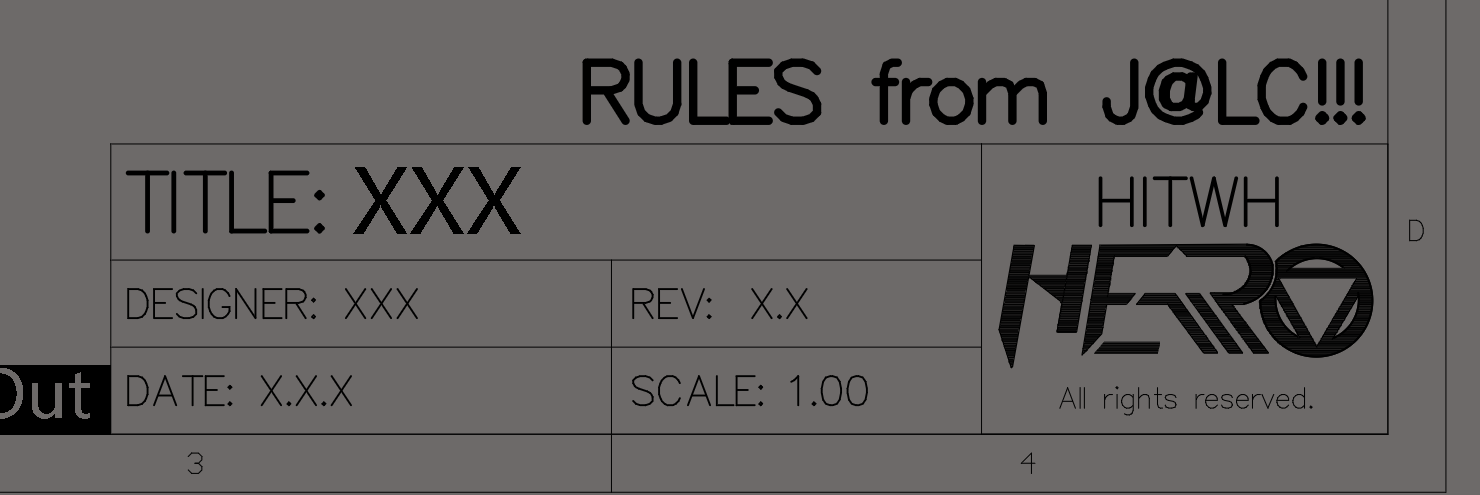 RULES from J@LC!!!
TITLE: XXX
HITWH
D
HERO
DESIGNER: XXX
REV: X.X
Out
DATE: X.X.X
SCALE: 1.00
All rights reserved.
3
4